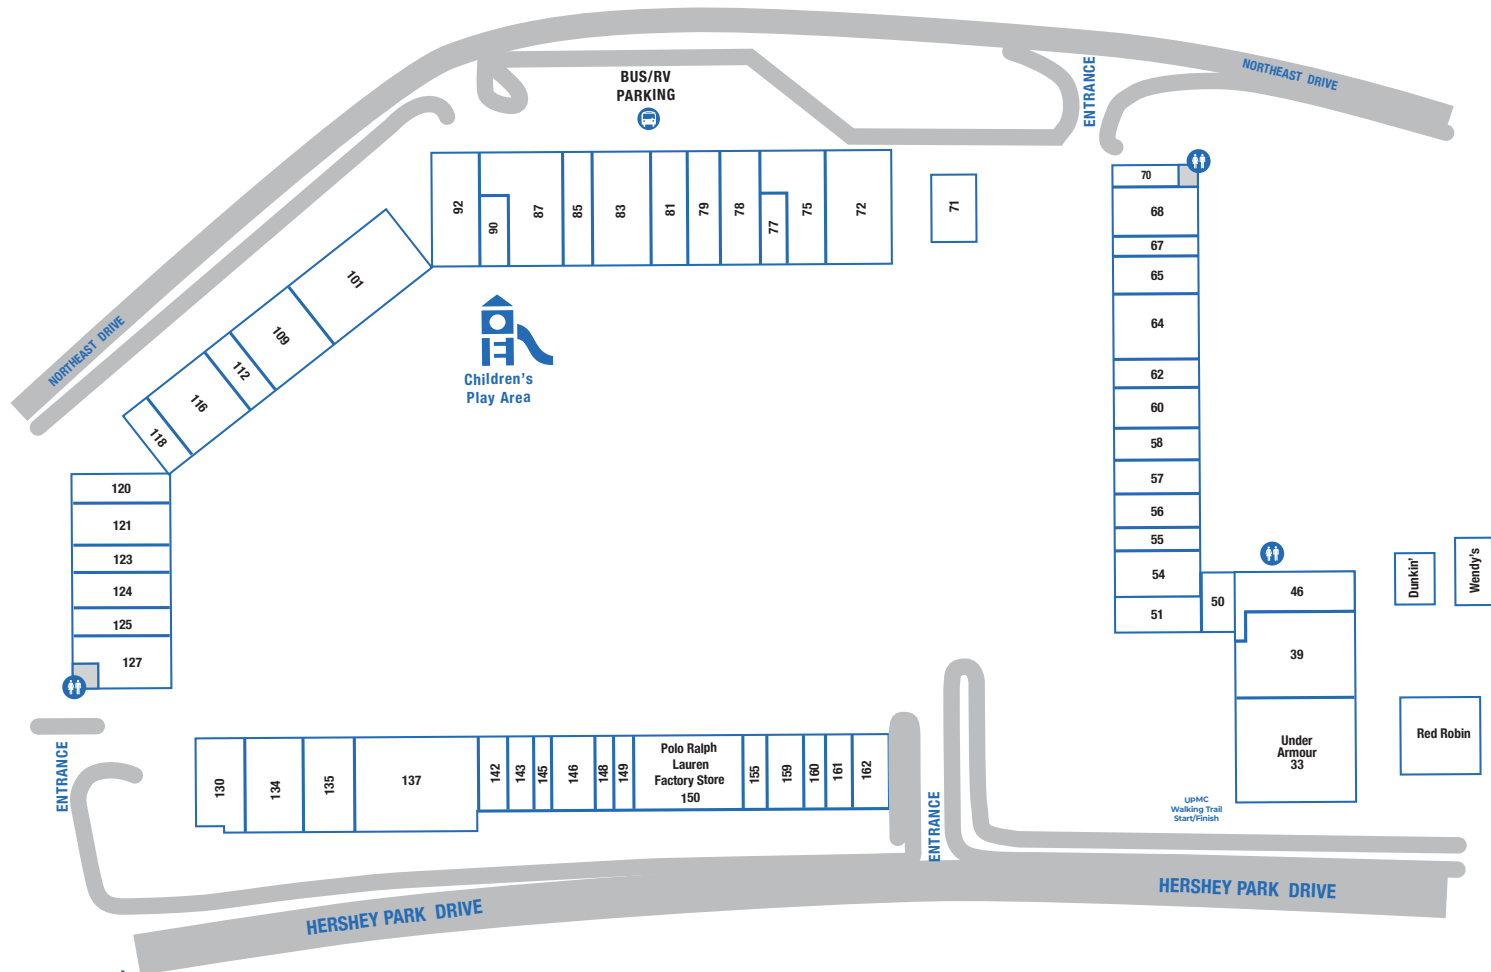 BUS/RV
PARKING
ENTRANCE
NORTHEAST DRIVE
NORTHEAST DRIVE
92
90
87
85
83
81
79
78
77
75
72
71
70
68
67
65
64
62
60
58
57
56
55
54
51
50
46
39
Under
Armour
33
Dunkin'
Wendy's
Red Robin
101
109
112
116
118
Children's
Play Area
120
121
123
124
125
127
ENTRANCE
130
134
135
137
142
143
145
146
148
149
Polo Ralph
Lauren
Factory Store
150
155
159
160
161
162
ENTRANCE
UPMC
Walking Trail
Start/Finish
HERSHEY PARK DRIVE
HERSHEY PARK DRIVE